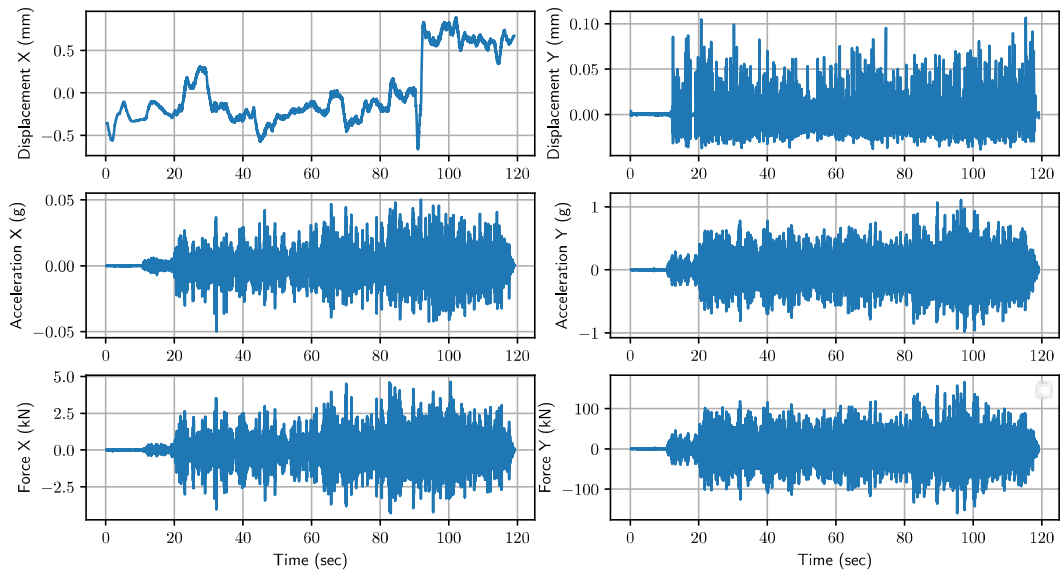 Displacement X (mm)
0.5
0.0
−0.5
0 20 40 60 80 100 120
Displacement Y (mm)
0.10
0.05
0.00
0 20 40 60 80 100 120
Acceleration X (g)
0.05
0.00
−0.05
0 20 40 60 80 100 120
Acceleration Y (g)
1
0
−1
0 20 40 60 80 100 120
Force X (kN)
5.0
2.5
0.0
−2.5
0 20 40 60 80 100 120
Time (sec)
Force Y (kN)
100
0
−100
0 20 40 60 80 100 120
Time (sec)